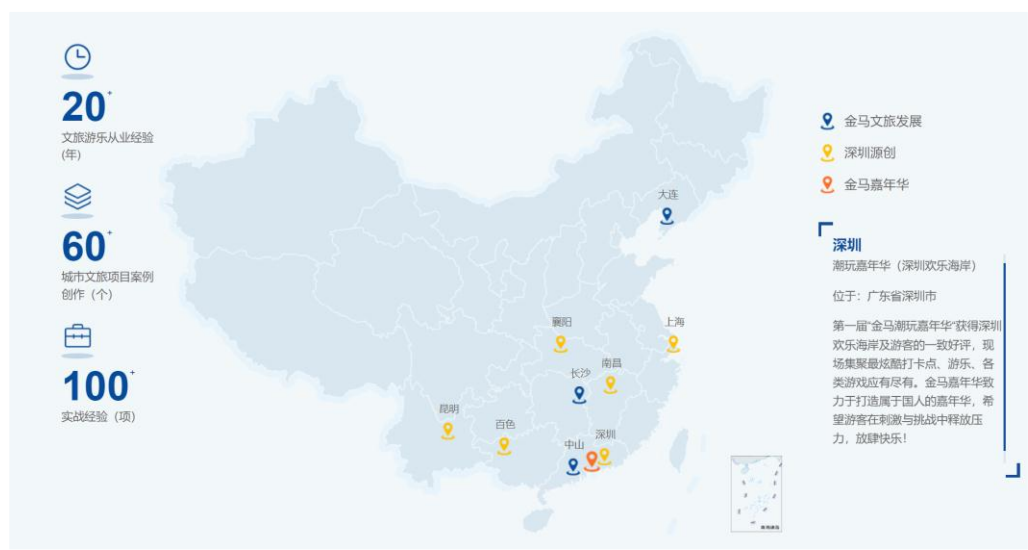 20+
文旅游乐从业经验
(年)
60+
城市文旅项目案例
创作（个）
100+
实战经验（项）
大连
襄阳
上海
南昌
长沙
昆明
百色
深圳
中山
金马文旅发展
深圳源创
金马嘉年华
深圳
潮玩嘉年华（深圳欢乐海岸）
位于：广东省深圳市
第一届“金马潮玩嘉年华”获得深圳
欢乐海岸及游客的一致好评，现
场集聚最炫酷打卡点、游乐、各
类游戏应有尽有。金马嘉年华致
力于打造属于国人的嘉年华，希
望游客在刺激与挑战中释放压
力，放肆快乐！